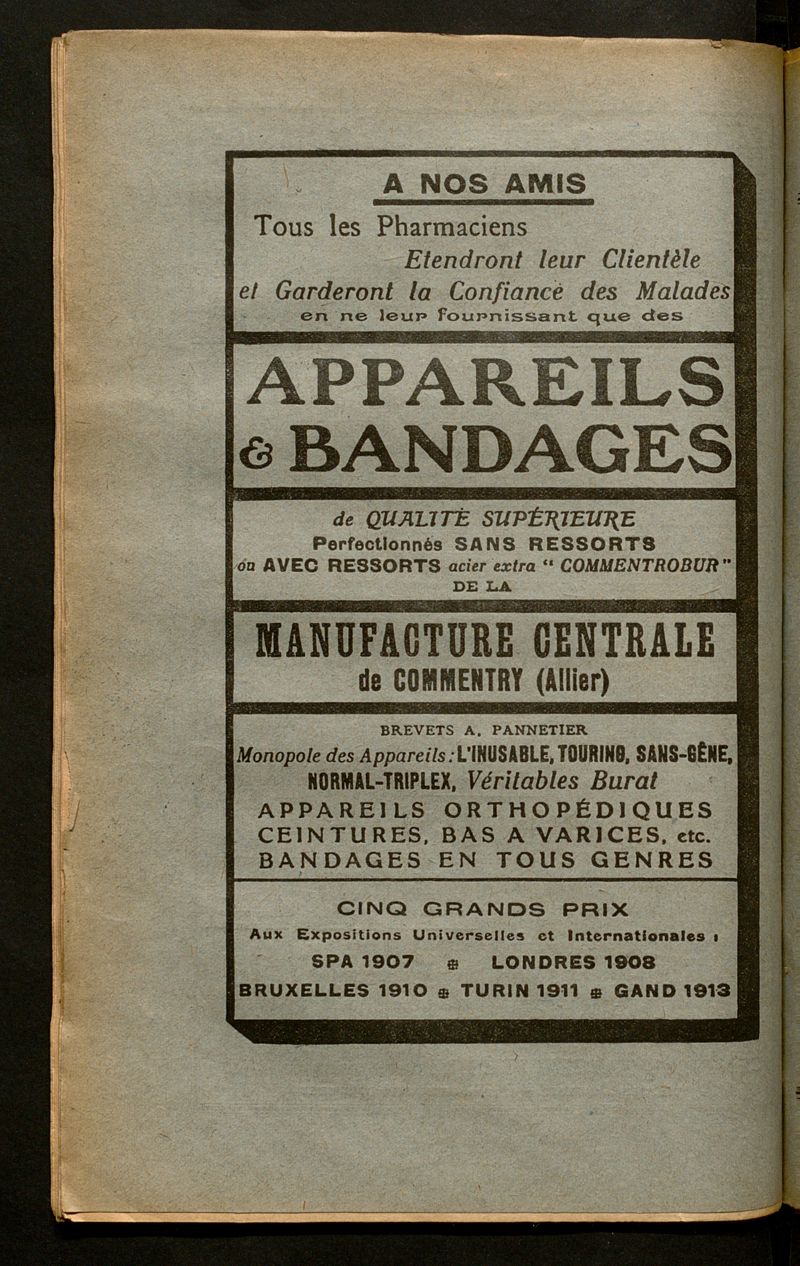 A NOS AMIS
Tous les Pharmaciens
Etendront leur Clientèle
et Garderont la Confiance des Malades
en ne leur fournissant que des
APPAREILS
& BANDAGES
de QUALITÉ SUPÉRIEURE
Perfectionnés SANS RESSORTS
ou AVEC RESSORTS acier extra “ COMMENTROBUR ”
DE LA
MANUFACTURE CENTRALE
de COMMENTRY (Allier)
BREVETS A. PANNETIER
Monopole des Appareils : L'INUSABLE, TOURING, SANS-GÊNE,
NORMAL-TRIPLEX, Véritables Burat
APPAREILS ORTHOPÉDIQUES
CEINTURES, BAS A VARICES, etc.
BANDAGES EN TOUS GENRES
CINQ GRANDS PRIX
Aux Expositions Universelles et Internationales :
SPA 1907 ⊕ LONDRES 1908
BRUXELLES 1910 ⊕ TURIN 1911 ⊕ GAND 1913